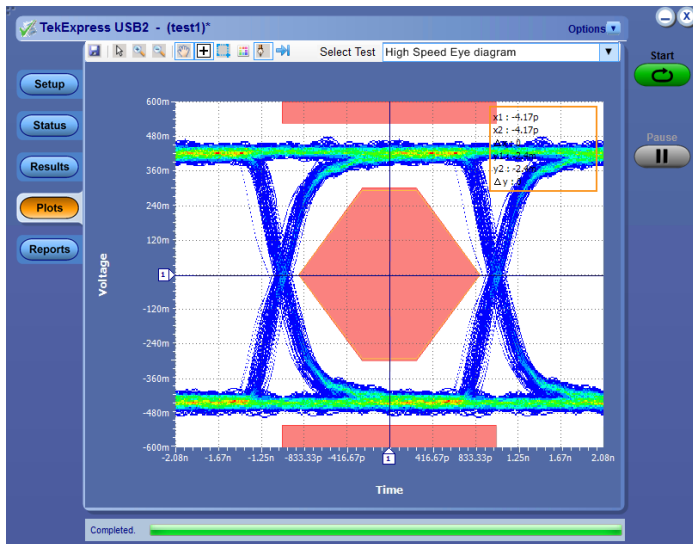 TekExpress USB2 - (test1)*
Options
Start
Pause
Select Test
High Speed Eye diagram
Setup
Status
Results
Plots
Reports
x1 : -4.17p
x2 : -4.17p
y2 : -2.4
Δy :
600m
480m
360m
240m
120m
-120m
-240m
-360m
-480m
-600m
1
Voltage
-2.08n -1.67n -1.25n -833.33p -416.67p 1 416.67p 833.33p 1.25n 1.67n 2.08n
Time
Completed.